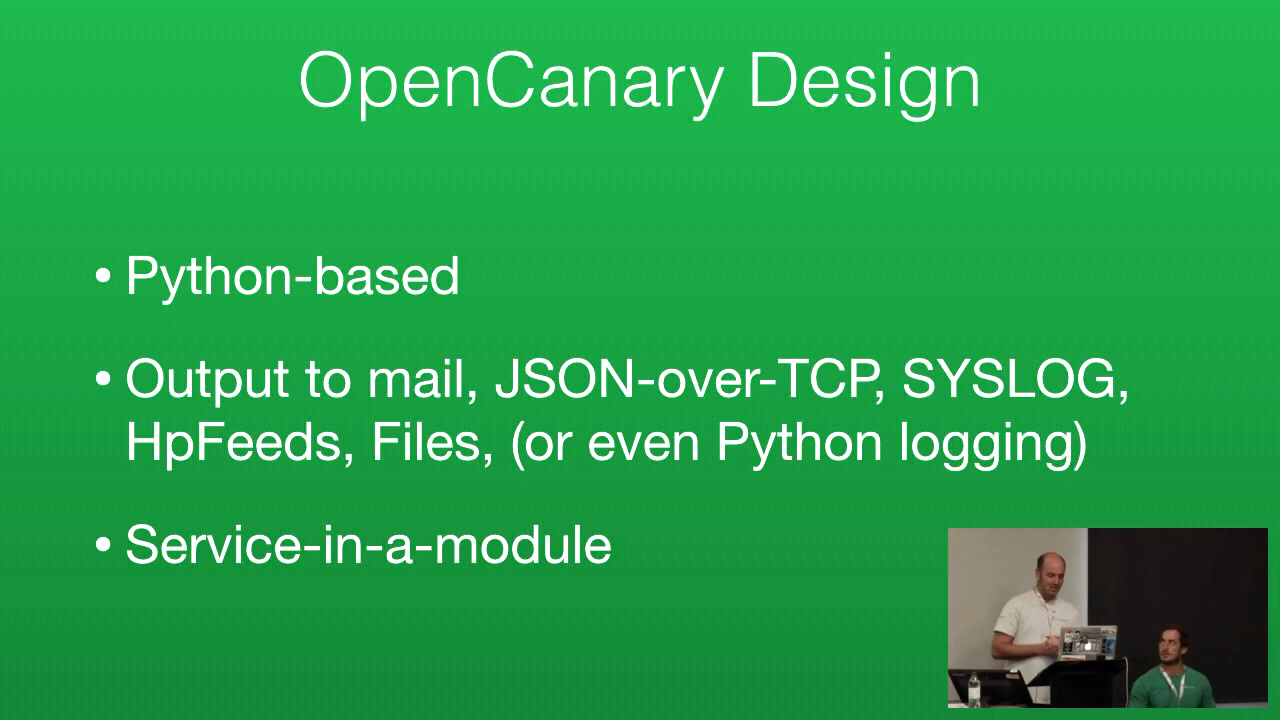 OpenCanary Design
• Python-based
• Output to mail, JSON-over-TCP, SYSLOG,
HpFeeds, Files, (or even Python logging)
• Service-in-a-module